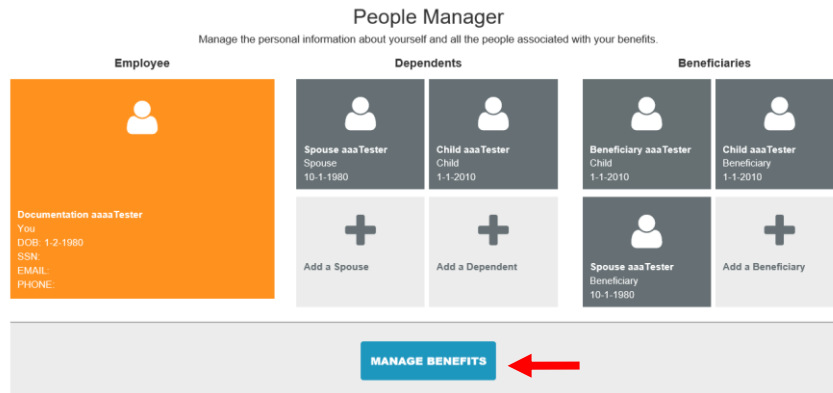 People Manager
Manage the personal information about yourself and all the people associated with your benefits.
Employee
Documentation aaaaTester
You
DOB: 1-2-1980
SSN:
EMAIL:
PHONE:
Dependents
Spouse aaaTester
Spouse
10-1-1980
Child aaaTester
Child
1-1-2010
Add a Spouse
Add a Dependent
Beneficiaries
Beneficiary aaaTester
Child
1-1-2010
Child aaaTester
Beneficiary
1-1-2010
Spouse aaaTester
Beneficiary
10-1-1980
Add a Beneficiary
MANAGE BENEFITS